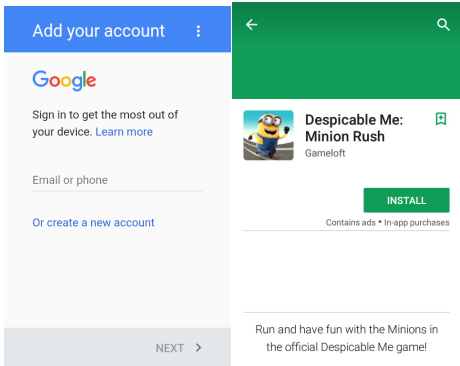 Add your account
Google
Sign in to get the most out of
your device. Learn more
Email or phone
Or create a new account
NEXT
Despicable Me:
Minion Rush
Gameloft
INSTALL
Contains ads • In-app purchases
Run and have fun with the Minions in
the official Despicable Me game!